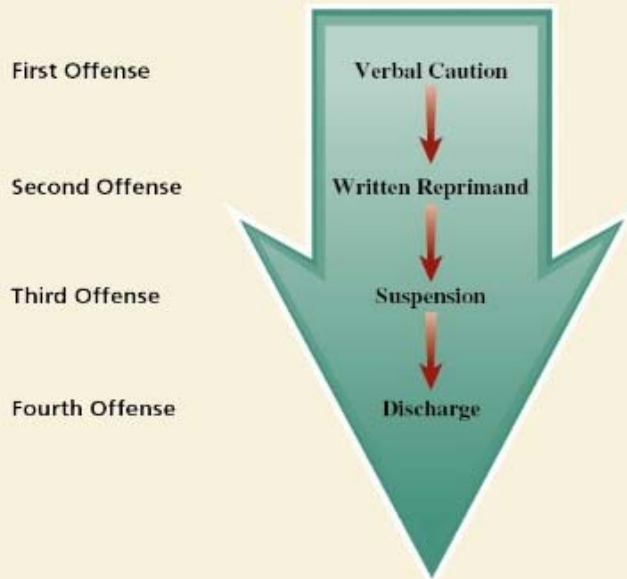 First Offense Verbal Caution
Second Offense Written Reprimand
Third Offense Suspension
Fourth Offense Discharge